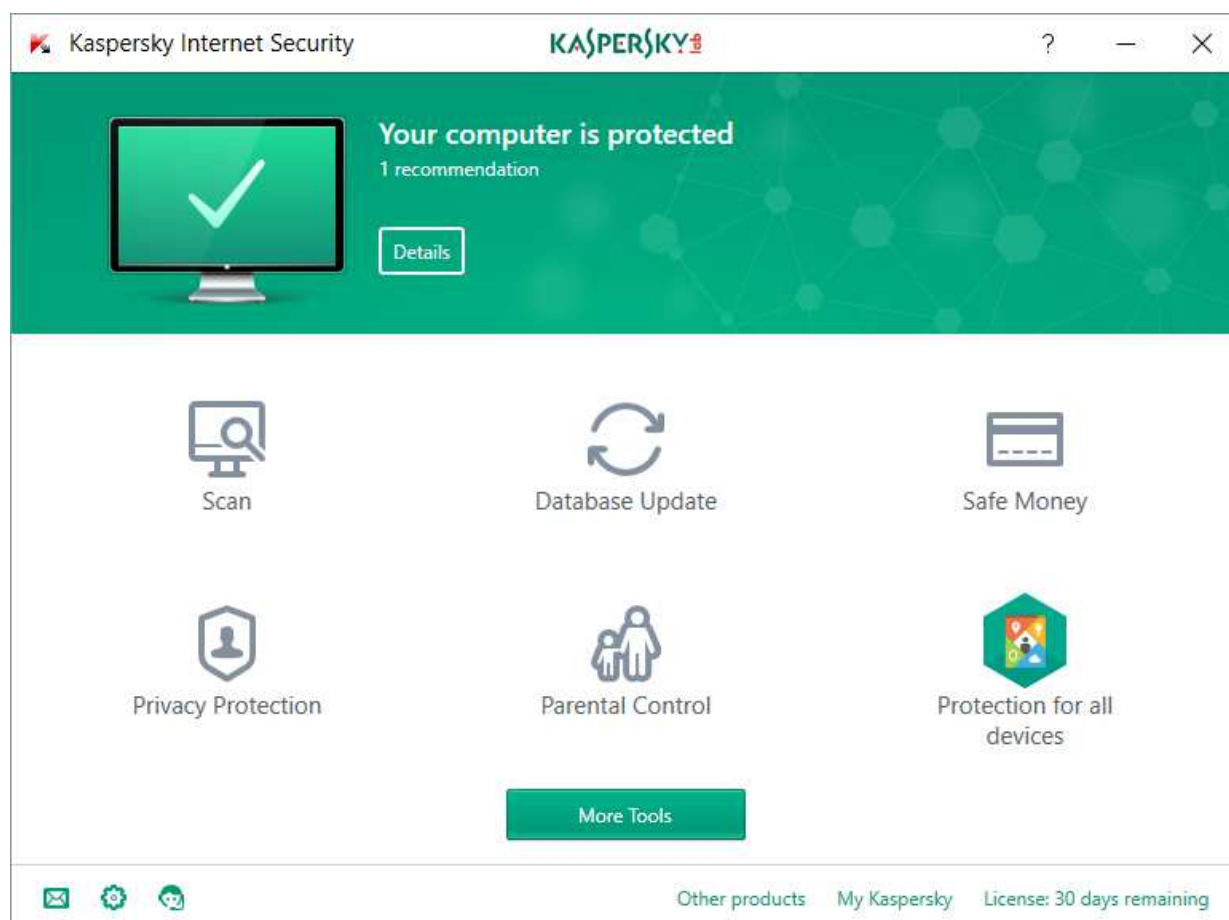 Kaspersky Internet Security
KASPERSKY lab
?
Your computer is protected
1 recommendation
Details
Scan
Database Update
Safe Money
Privacy Protection
Parental Control
Protection for all
devices
More Tools
Other products
My Kaspersky
License: 30 days remaining